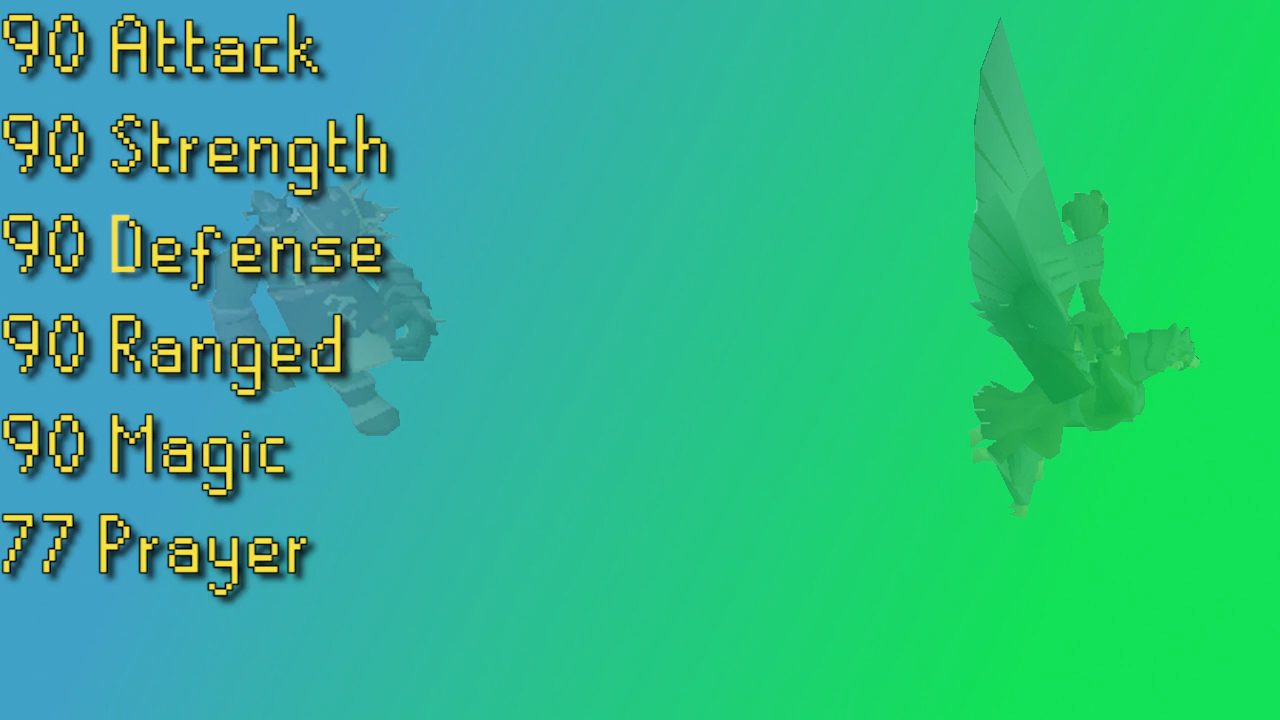 90 Attack
90 Strength
90 Defense
90 Ranged
90 Magic
77 Prayer